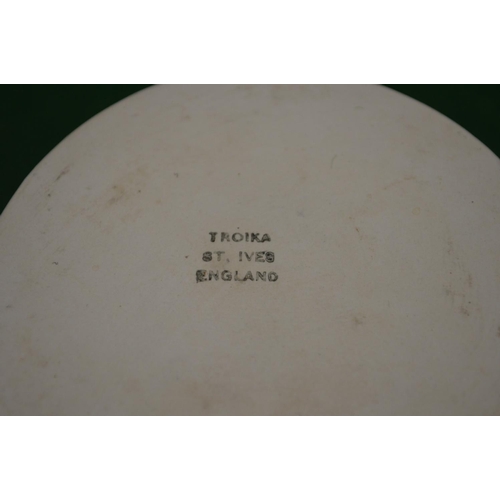 TROIKA
ST. IVES
ENGLAND